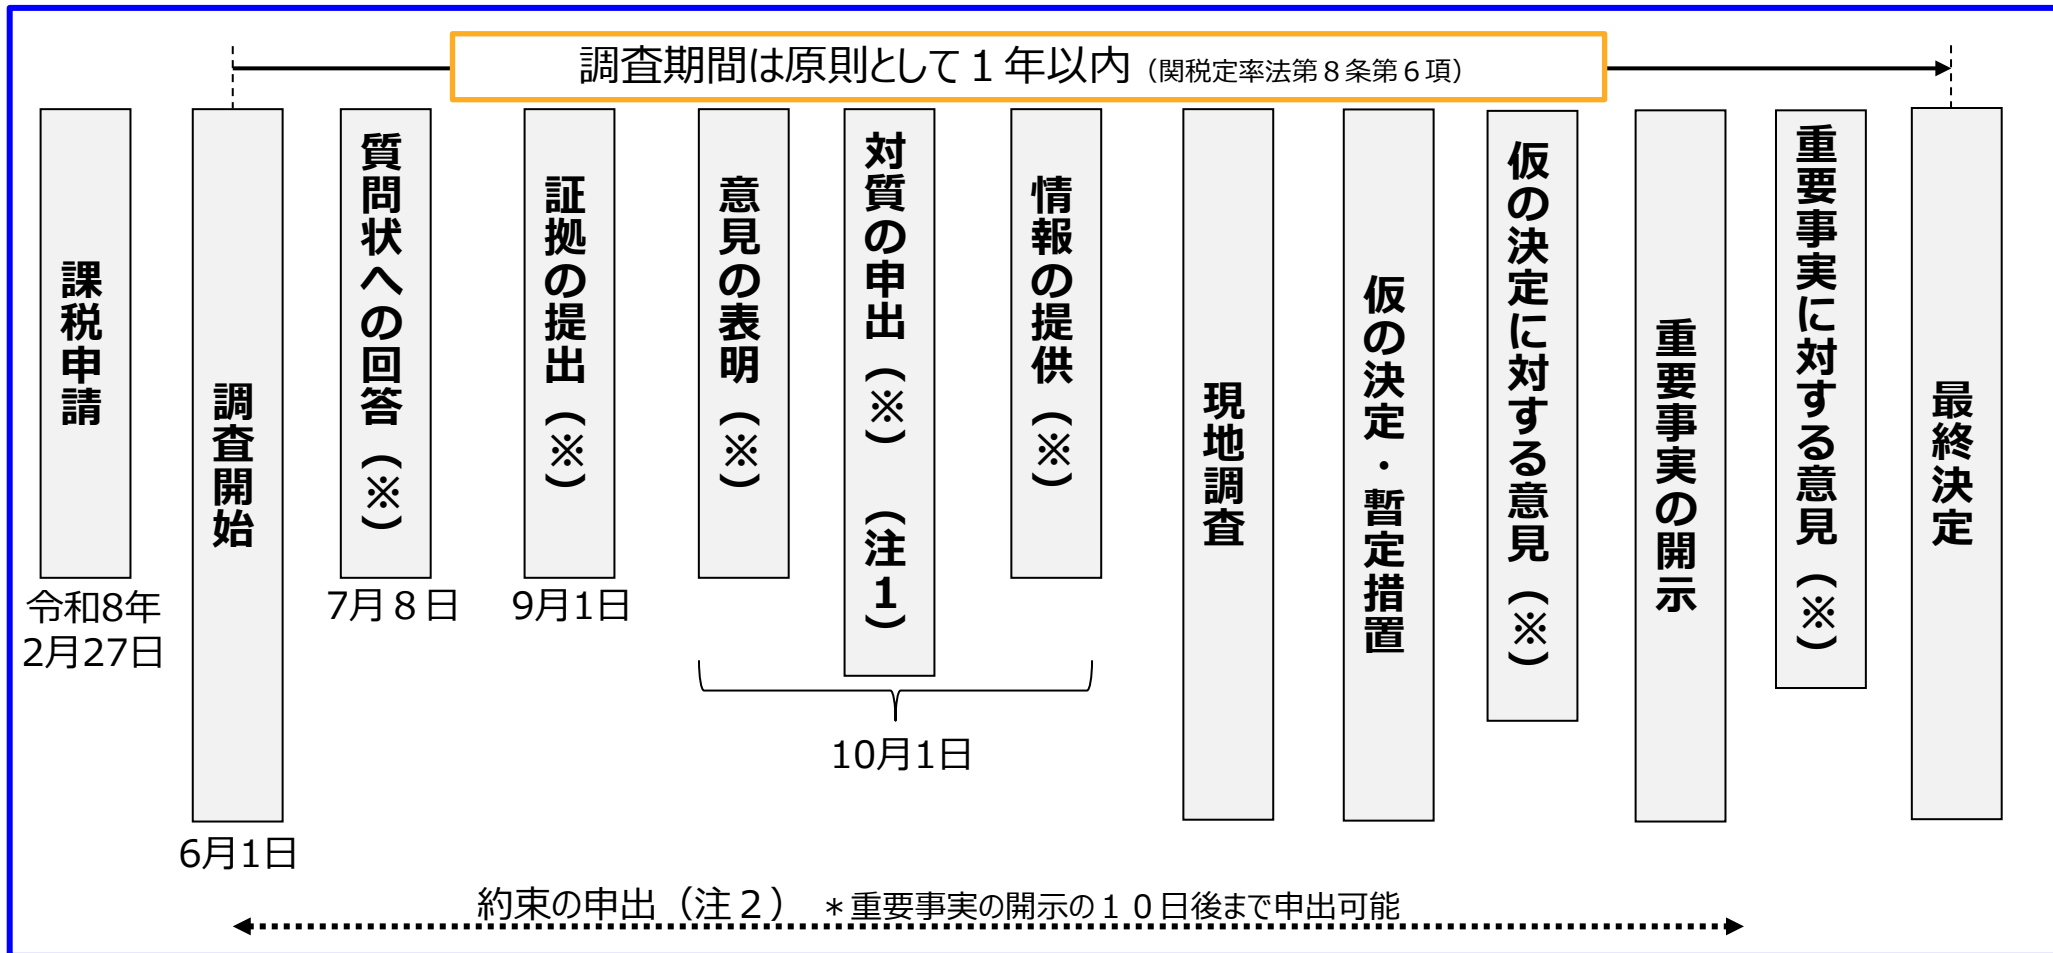 調査期間は原則として１年以内（関税定率法第８条第６項）
課税申請
令和8年
2月27日
調査開始
6月1日
質問状への回答（※）
7月８日
証拠の提出（※）
9月1日
意見の表明（※）
対質の申出（※）　（注１）
情報の提供（※）
10月1日
現地調査
仮の決定・暫定措置
仮の決定に対する意見（※）
重要事実の開示
重要事実に対する意見（※）
最終決定
約束の申出（注２）　＊重要事実の開示の１０日後まで申出可能